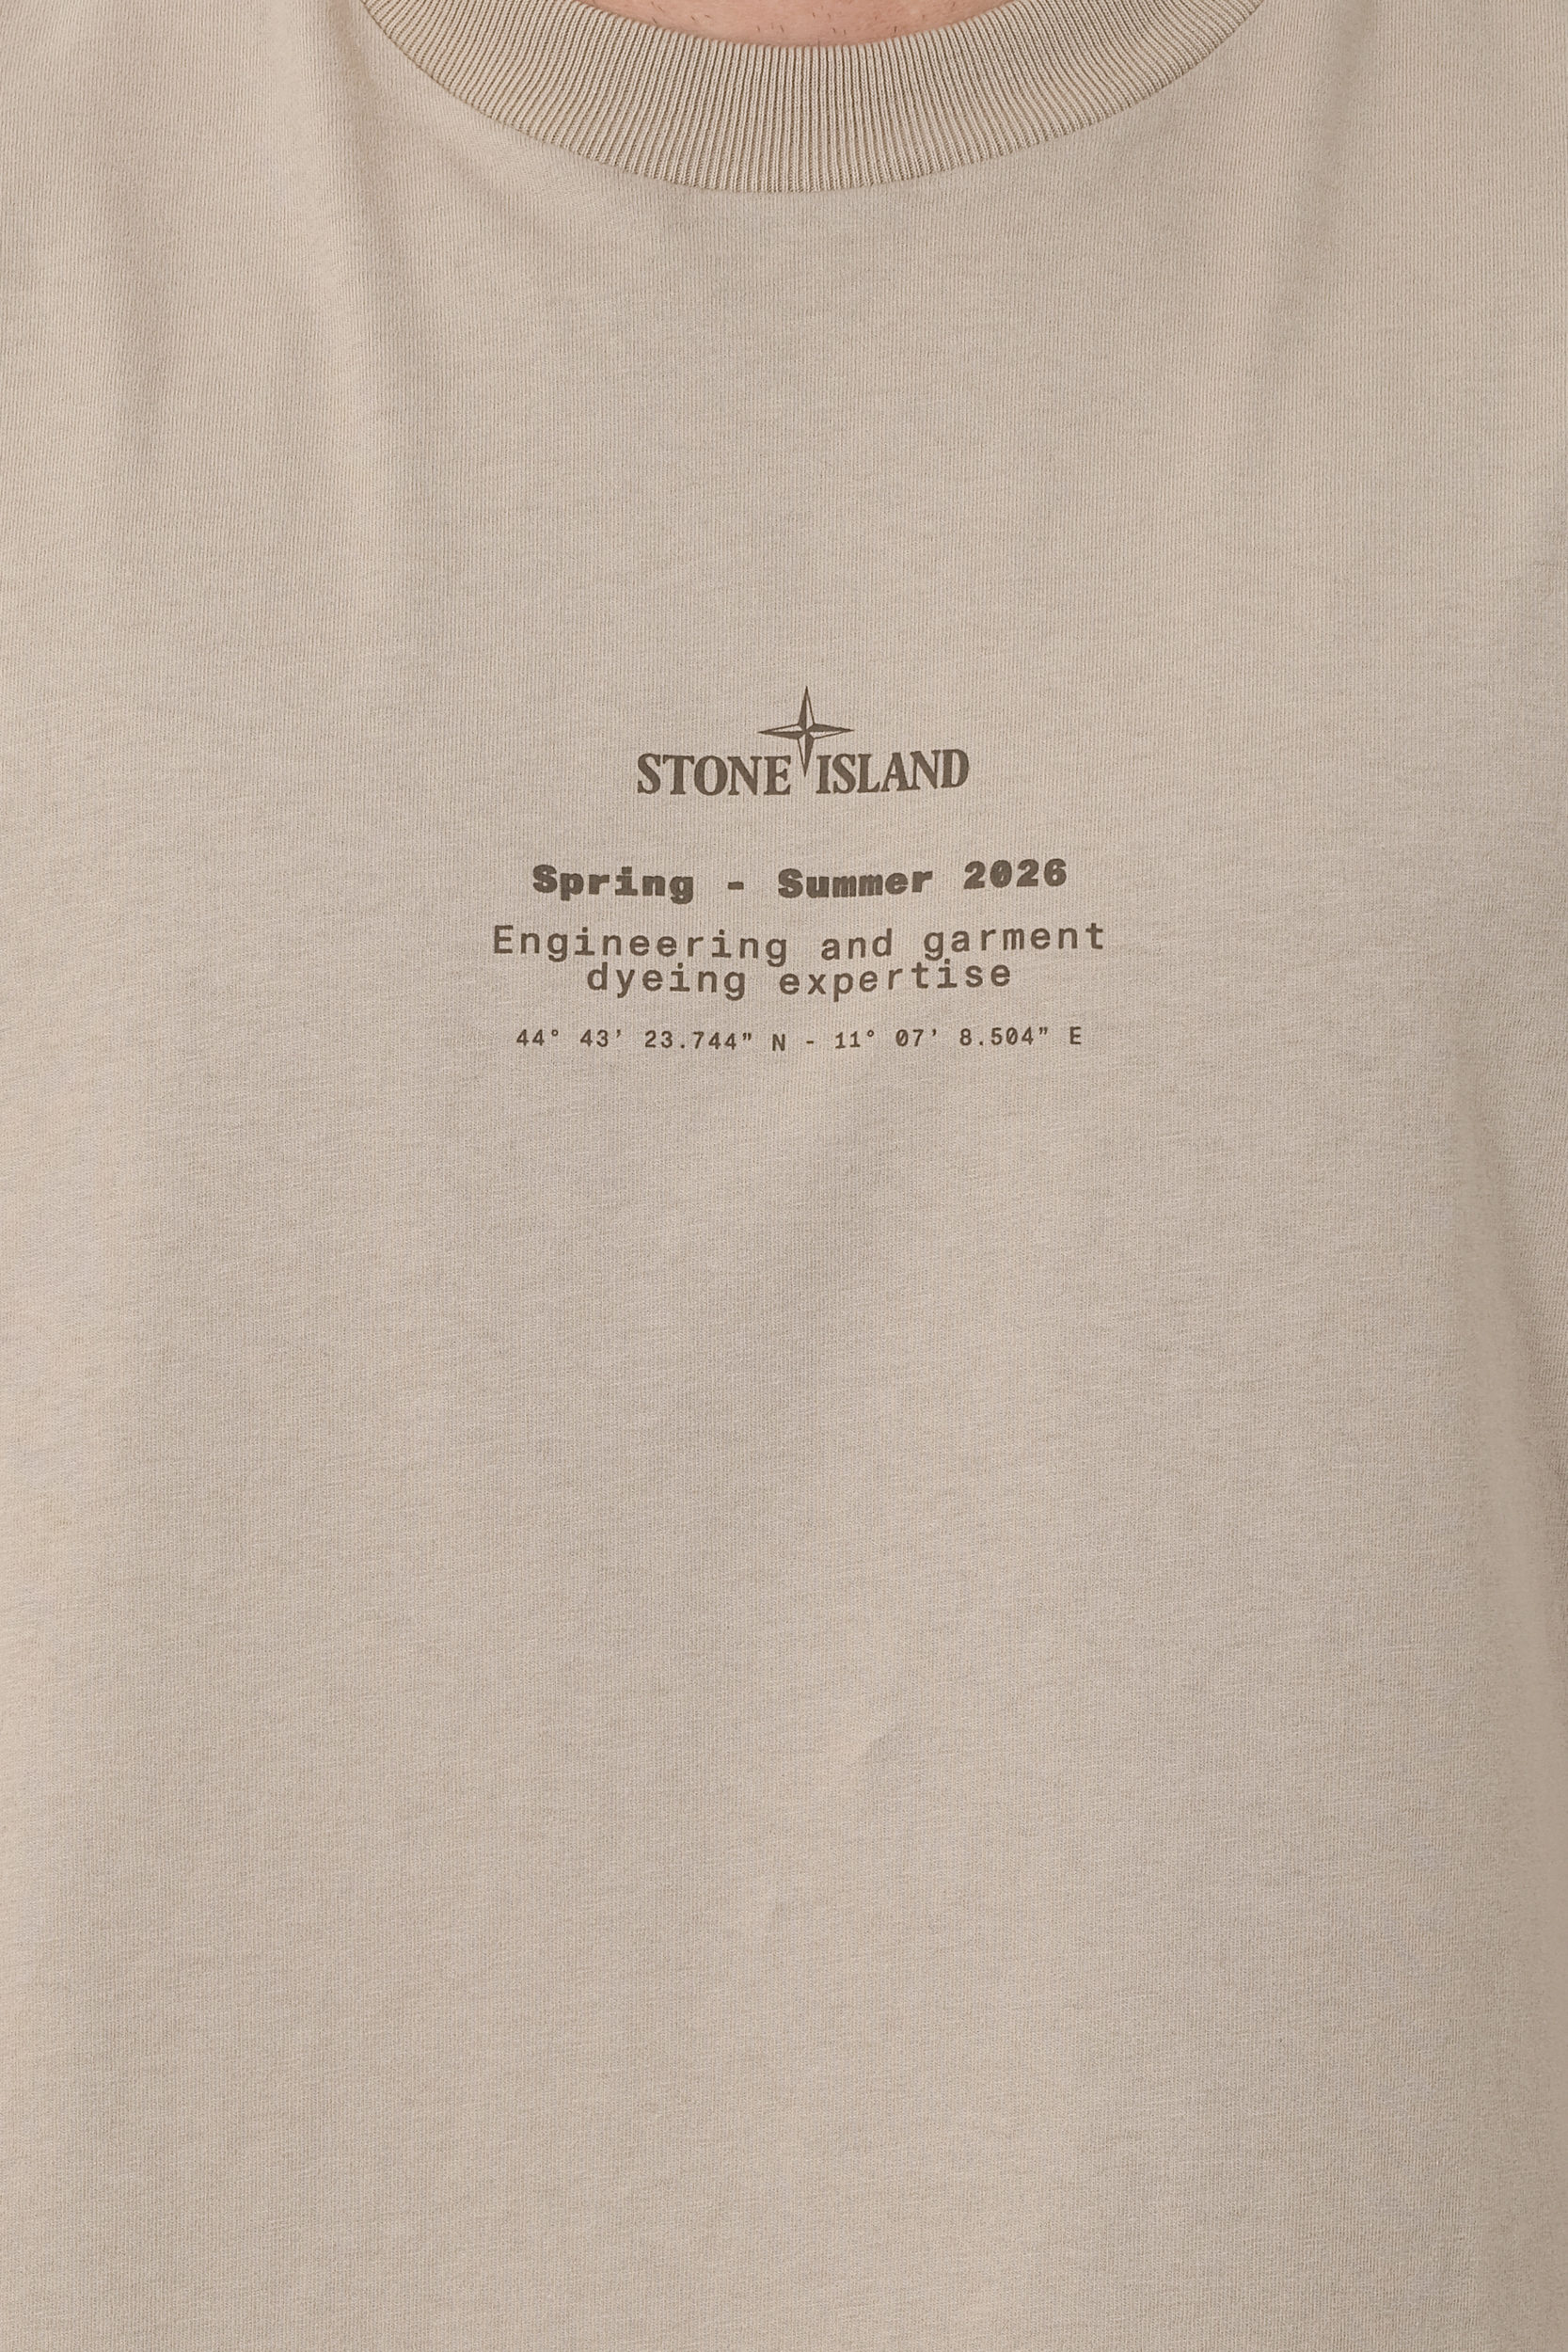 STONE ISLAND
Spring - Summer 2026
Engineering and garment
dyeing expertise
44° 43’ 23.744” N - 11° 07’ 8.504” E